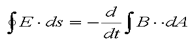 ∮E · ds = −d/dt ∫B · ·dA